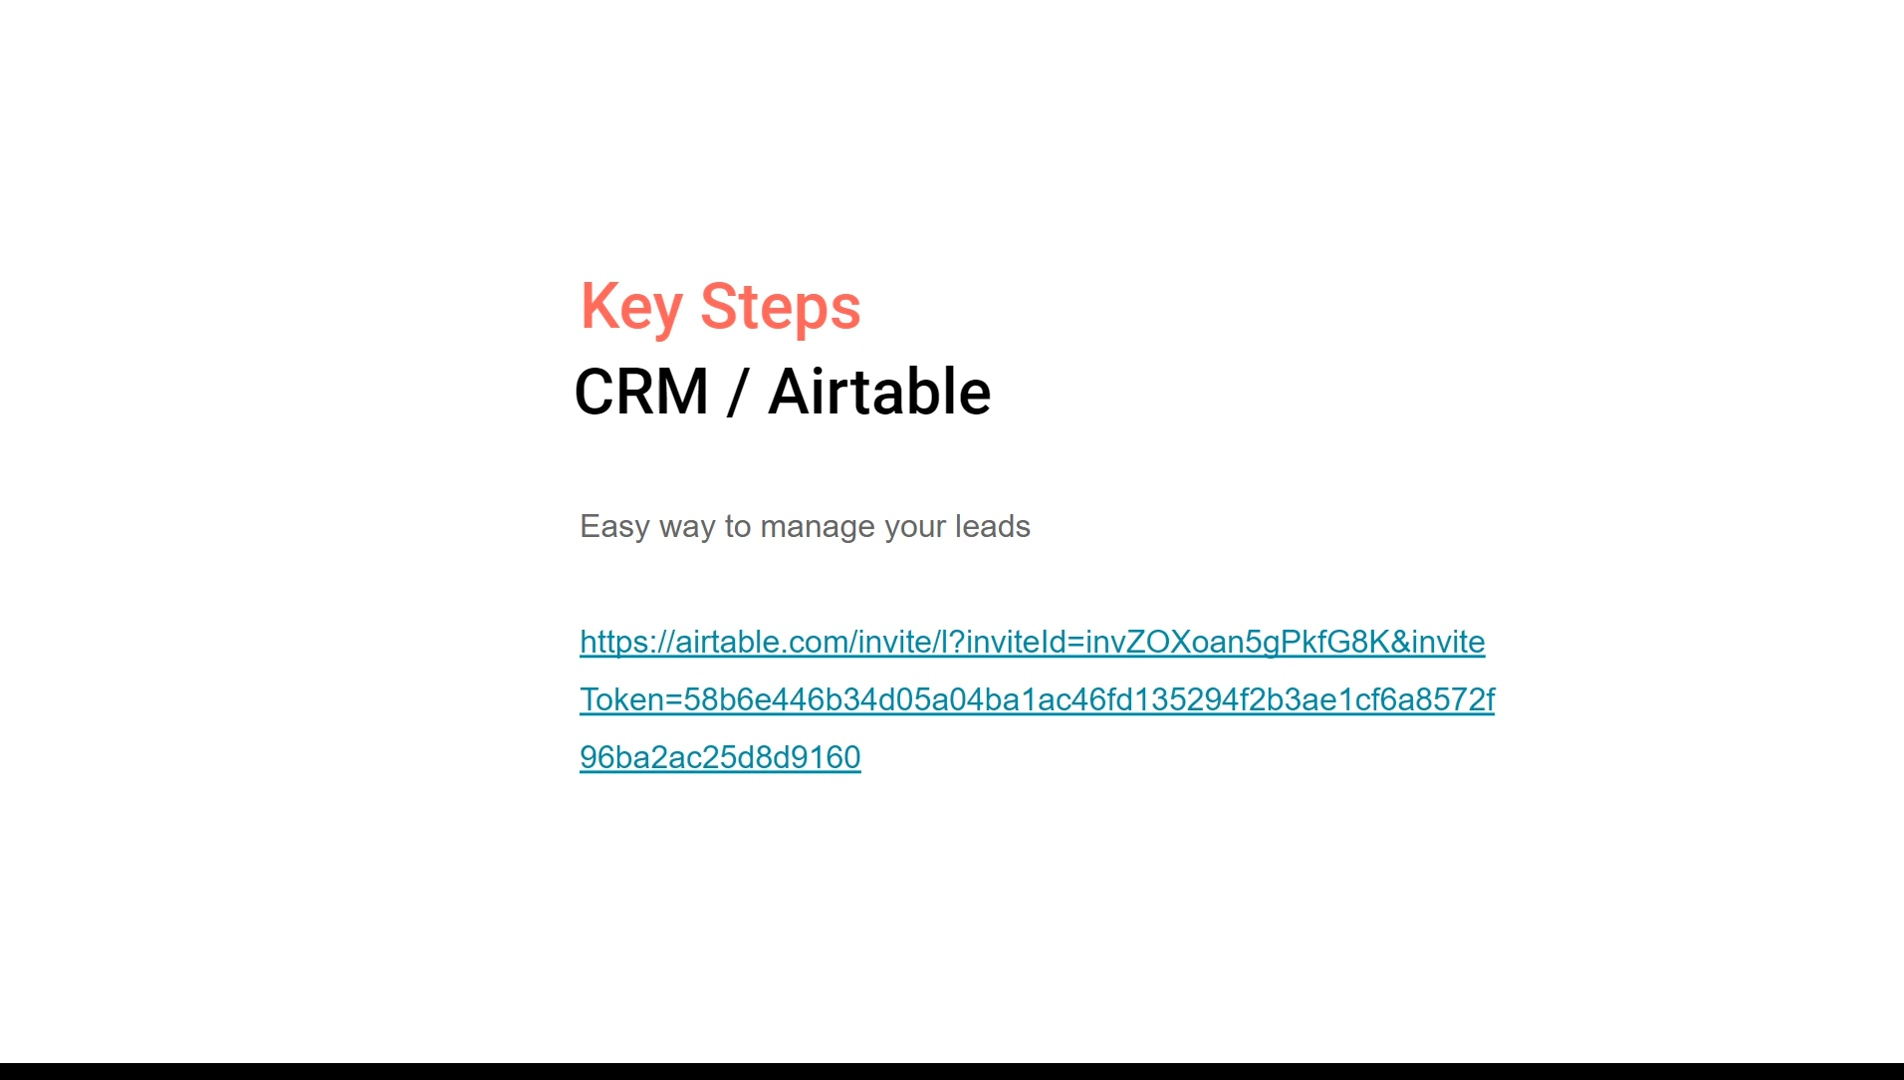 Key Steps
CRM / Airtable
Easy way to manage your leads
https://airtable.com/invite/l?inviteId=invZOXoan5gPkfG8K&invite
Token=58b6e446b34d05a04ba1ac46fd135294f2b3ae1cf6a8572f
96ba2ac25d8d9160